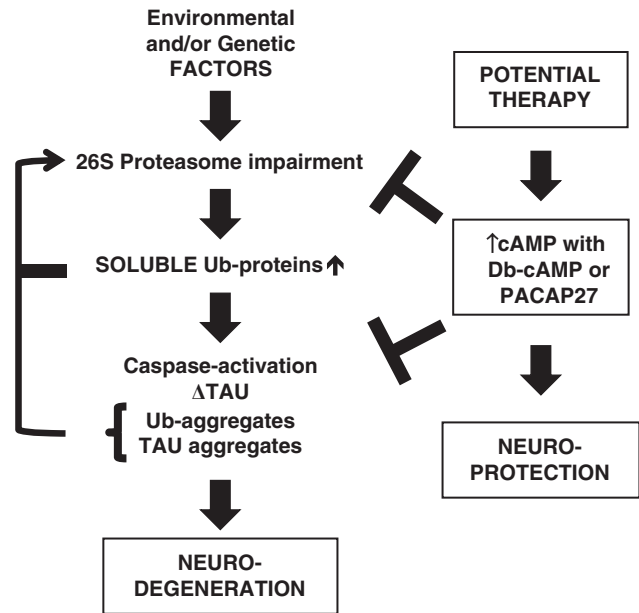 Environmental
and/or Genetic
FACTORS
26S Proteasome impairment
SOLUBLE Ub-proteins ↑
Caspase-activation
ΔTAU
Ub-aggregates
TAU aggregates
NEURO-
DEGENERATION
POTENTIAL
THERAPY
↑cAMP with
Db-cAMP or
PACAP27
NEURO-
PROTECTION